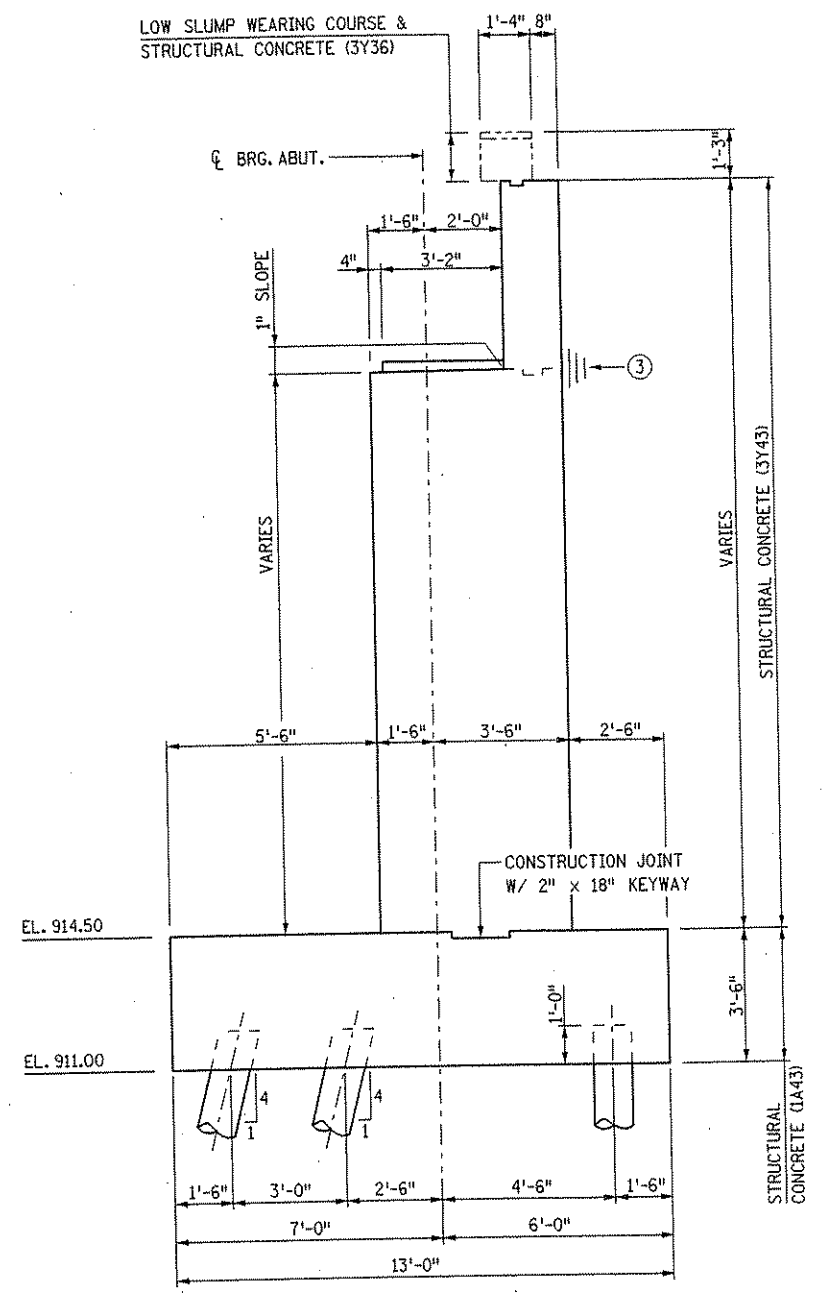 LOW SLUMP WEARING COURSE &
STRUCTURAL CONCRETE (3Y36)
1'-4" 8"
1'-3"
℄ BRG. ABUT.
1'-6" 2'-0"
4" 3'-2"
1" SLOPE
3
VARIES
VARIES
STRUCTURAL CONCRETE (3Y43)
5'-6" 1'-6" 3'-6" 2'-6"
CONSTRUCTION JOINT
W/ 2" x 18" KEYWAY
EL. 914.50
1'-0"
3'-6"
EL. 911.00
4
1
4
1
STRUCTURAL
CONCRETE (1A43)
1'-6" 3'-0" 2'-6" 4'-6" 1'-6"
7'-0" 6'-0"
13'-0"